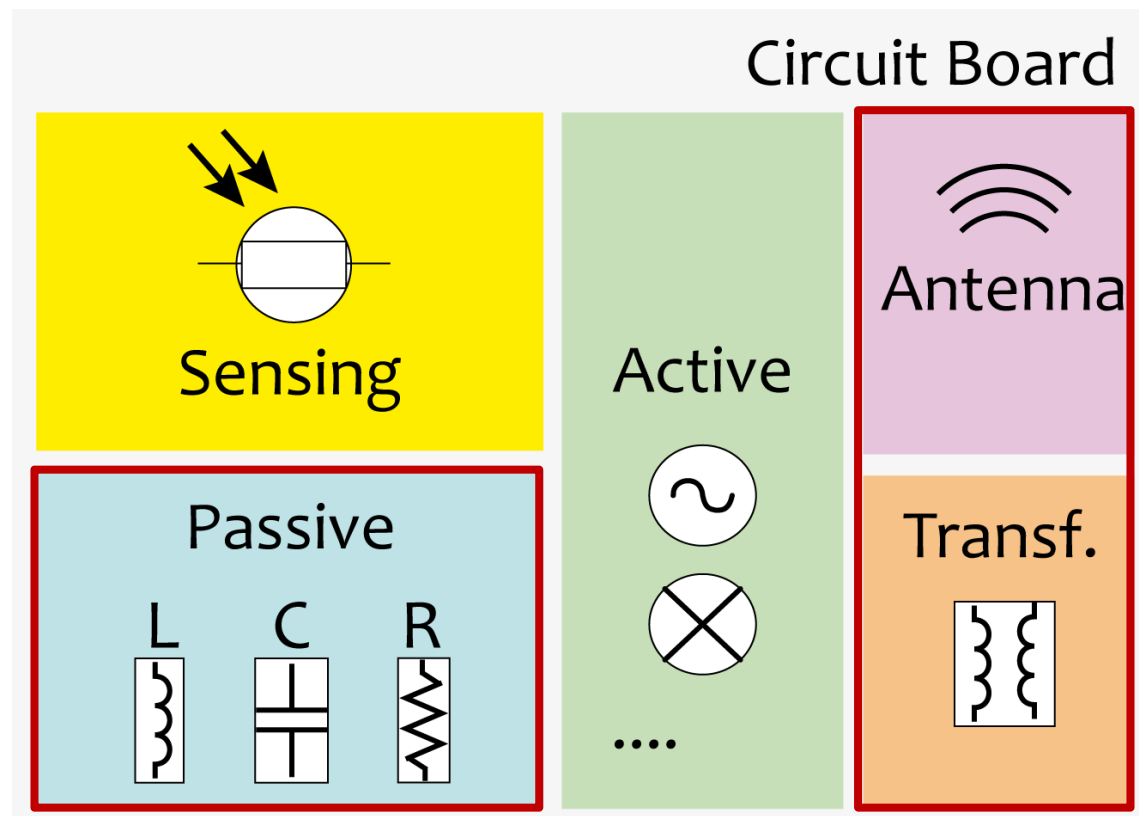 Circuit Board
Sensing
Passive
L C R
Active
....
Antenna
Transf.